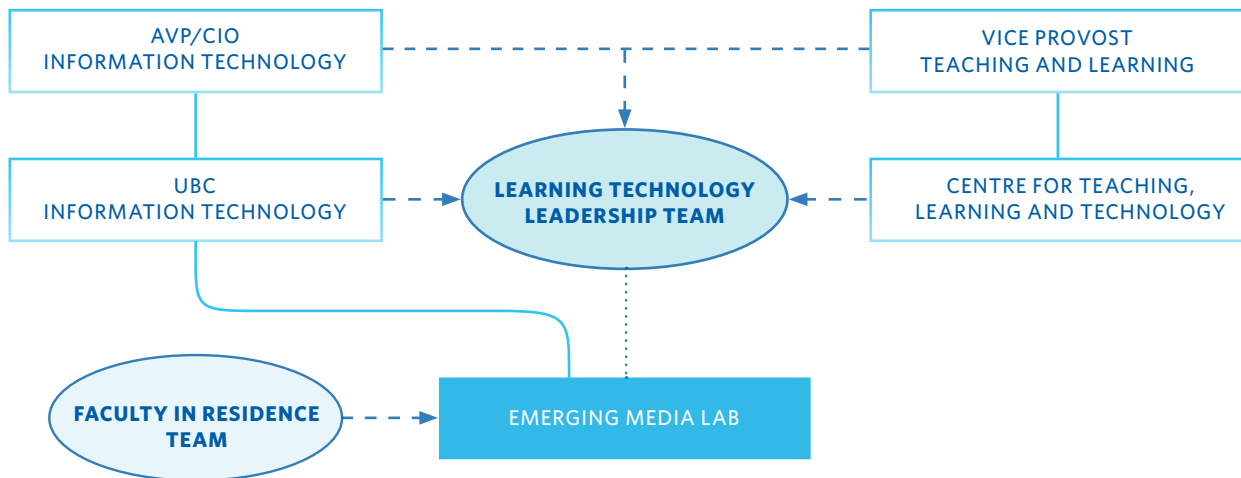 AVP/CIO
INFORMATION TECHNOLOGY
VICE PROVOST
TEACHING AND LEARNING
UBC
INFORMATION TECHNOLOGY
LEARNING TECHNOLOGY
LEADERSHIP TEAM
CENTRE FOR TEACHING,
LEARNING AND TECHNOLOGY
FACULTY IN RESIDENCE
TEAM
EMERGING MEDIA LAB